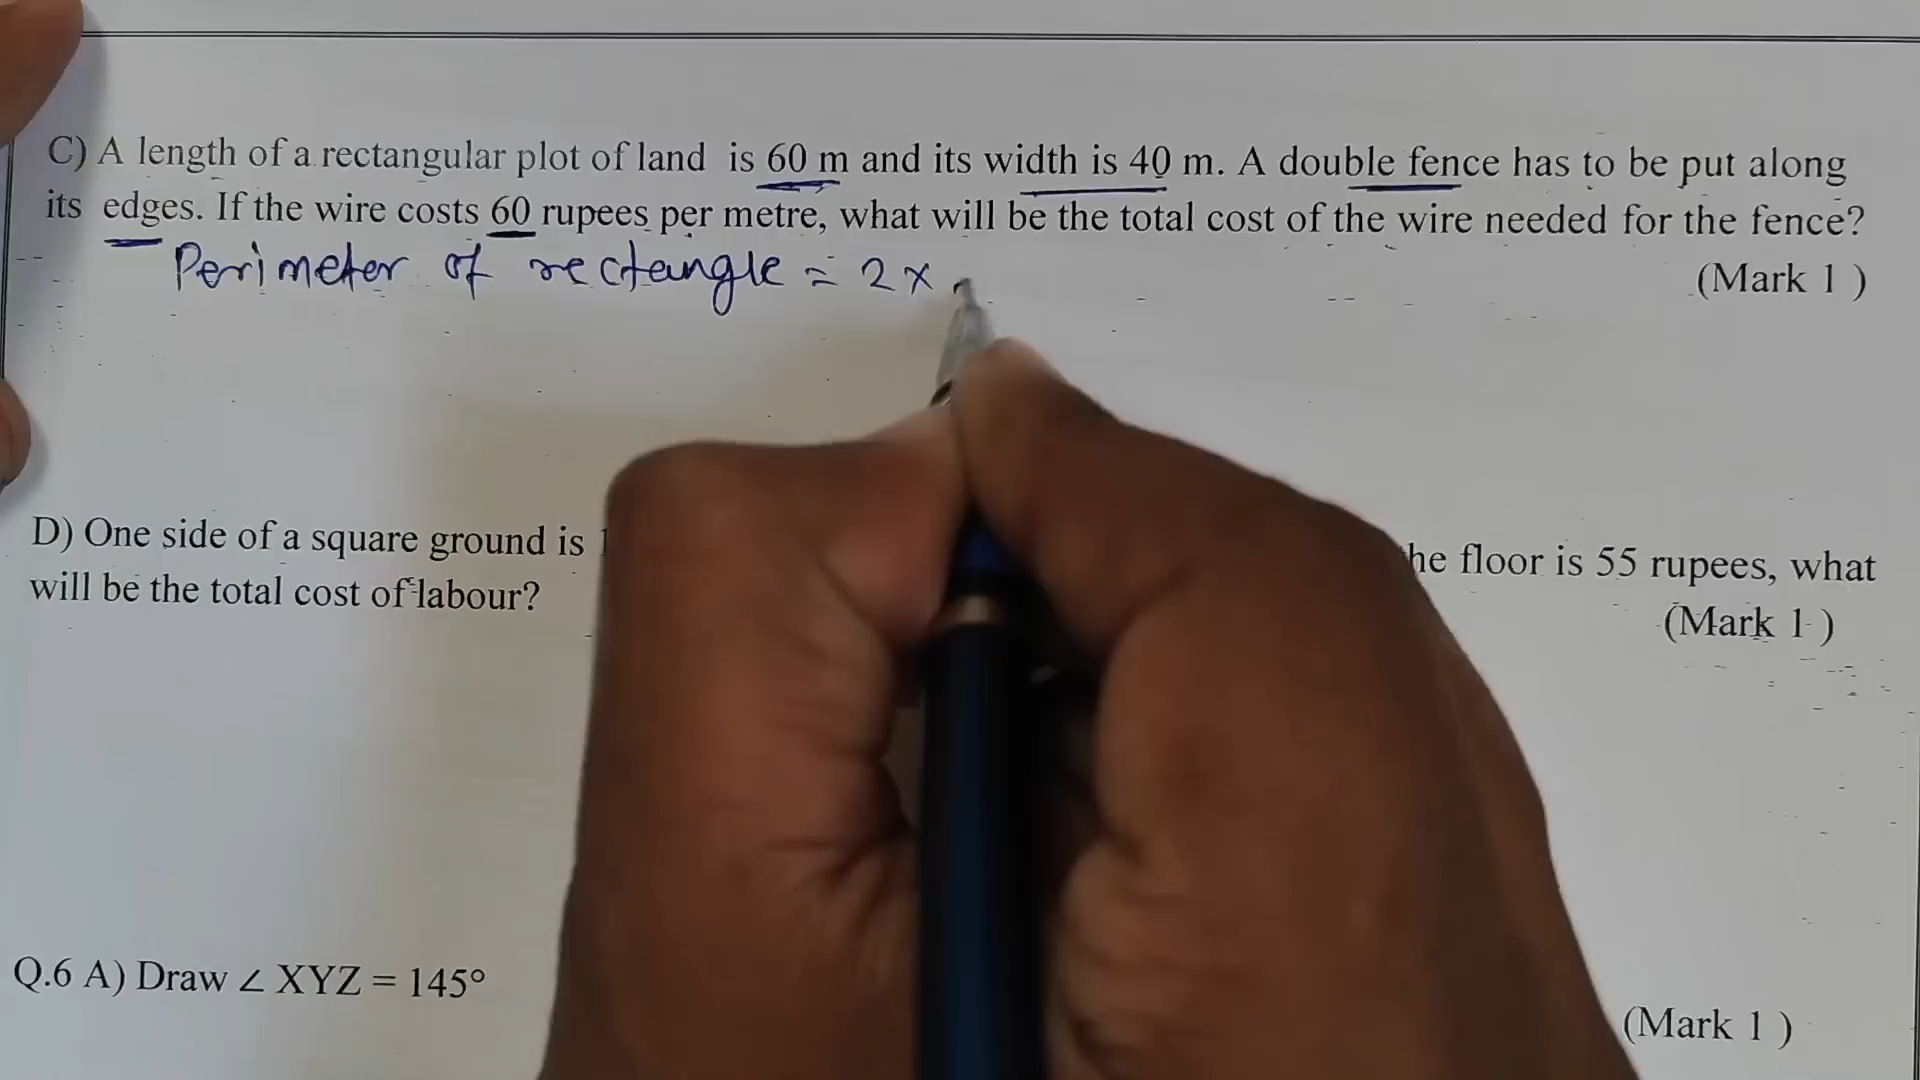 C) A length of a rectangular plot of land is 60 m and its width is 40 m. A double fence has to be put along
its edges. If the wire costs 60 rupees per metre, what will be the total cost of the wire needed for the fence?
Perimeter of rectangle = 2 ×
(Mark 1 )
D) One side of a square ground is he floor is 55 rupees, what
will be the total cost of labour?
(Mark 1 )
Q.6 A) Draw ∠ XYZ = 145°
(Mark 1 )